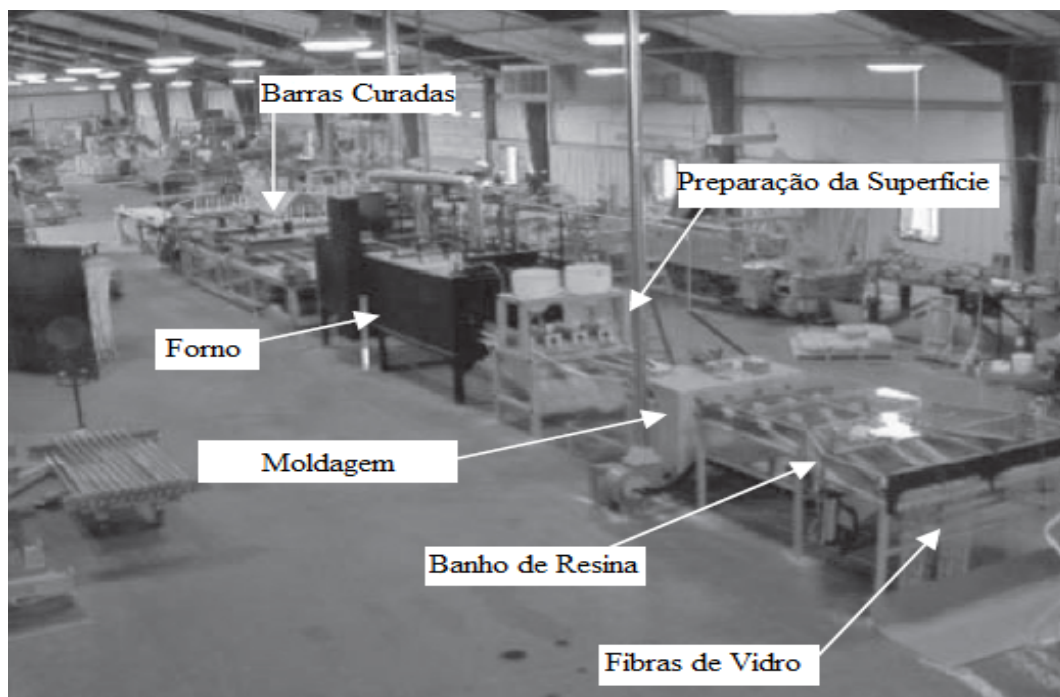 Barras Curadas
Preparação da Superfície
Forno
Moldagem
Banho de Resina
Fibras de Vidro